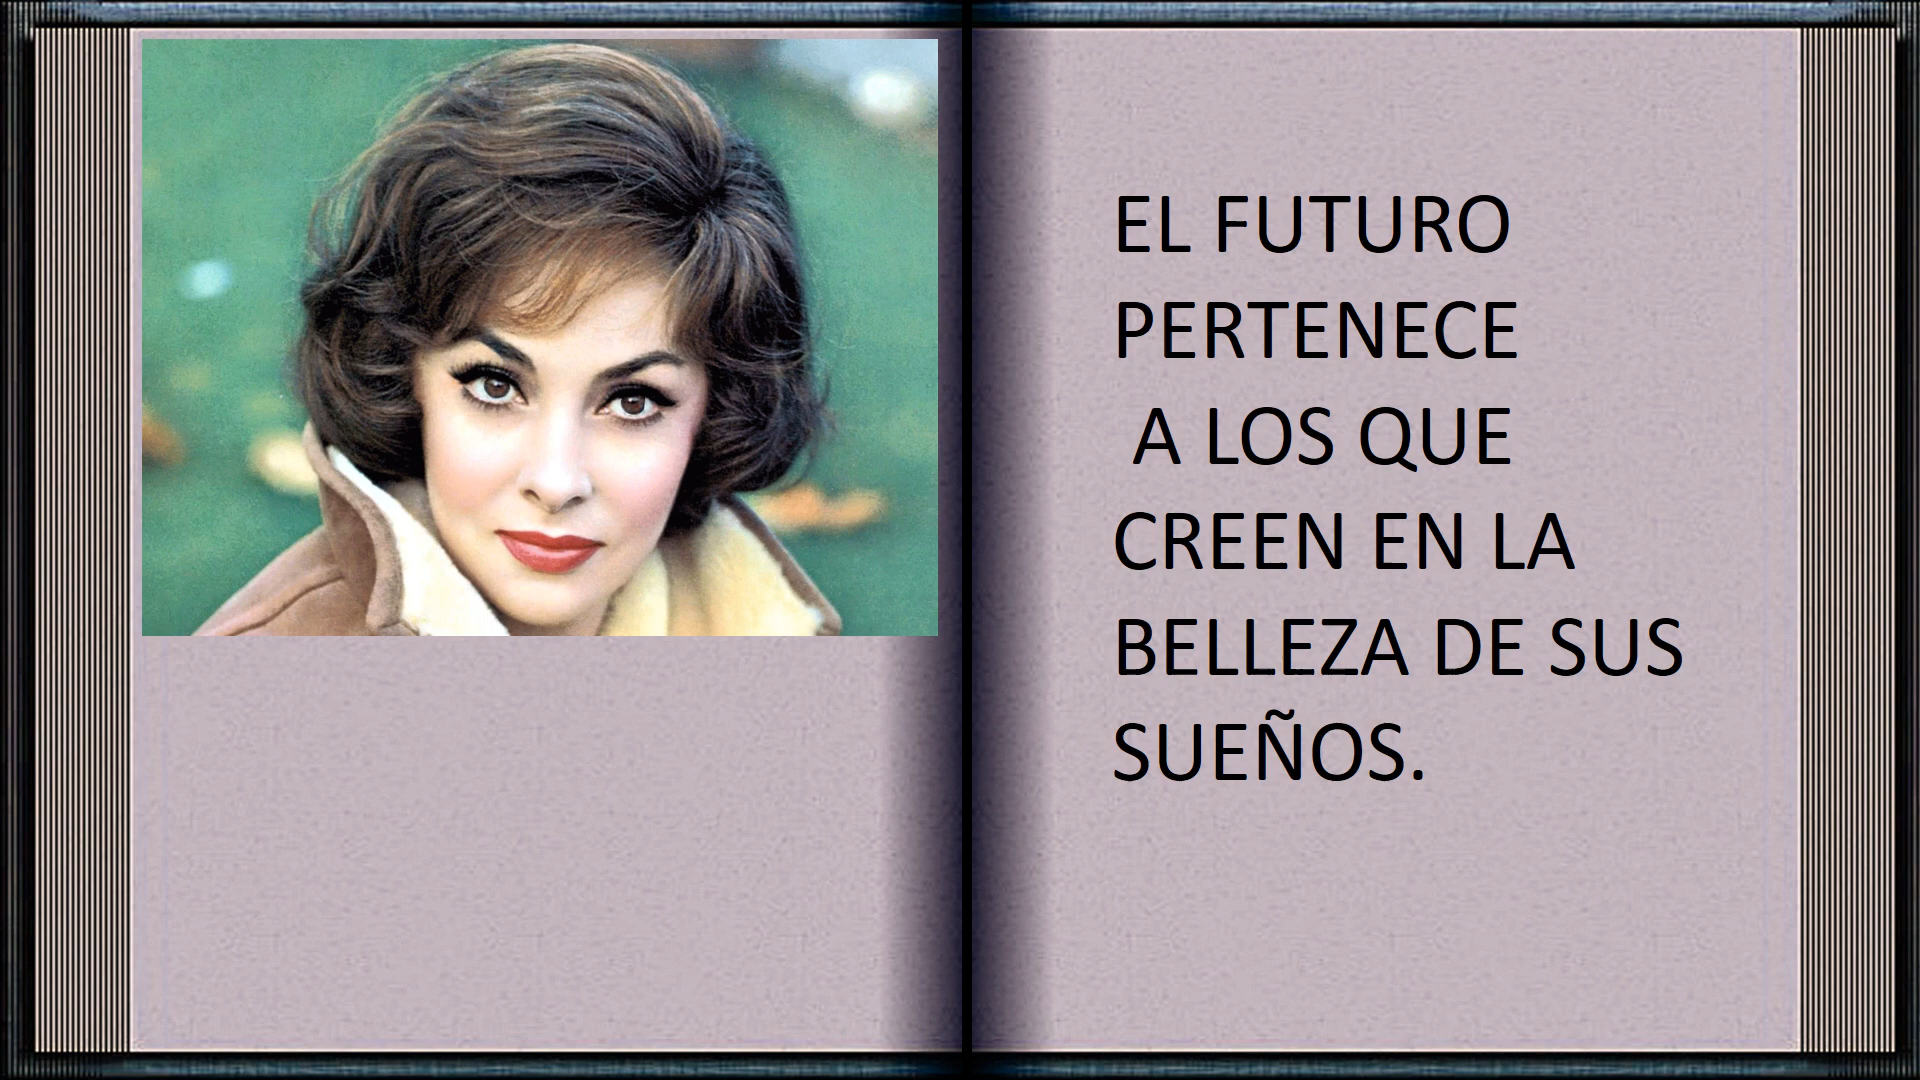 EL FUTURO
PERTENECE
A LOS QUE
CREEN EN LA
BELLEZA DE SUS
SUEÑOS.